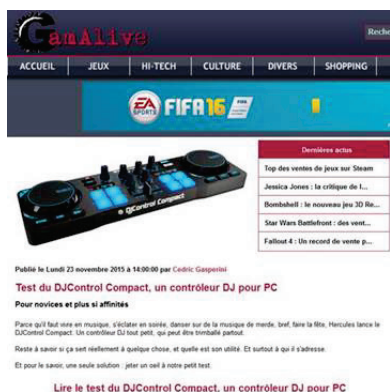 GamAlive
Reche
ACCUEIL JEUX HI-TECH CULTURE DIVERS SHOPPING
EA SPORTS FIFA 16
Dernières actus
Top des ventes de jeux sur Steam
Jessica Jones : la critique de l...
Bombshell : le nouveau jeu 3D Re...
Star Wars Battlefront : des vent...
Fallout 4 : Un record de vente p...
DJControl Compact
Publié le Lundi 23 novembre 2015 à 14:00:00 par Cedric Gasperini
Test du DJControl Compact, un contrôleur DJ pour PC
Pour novices et plus si affinités
Parce qu'il faut vivre en musique, s'éclater en soirée, danser sur de la musique de merde, bref, faire la fête, Hercules lance le
DJControl Compact. Un contrôleur DJ tout petit, qui peut être trimballé partout.
Reste à savoir si ça sert réellement à quelque chose, et quelle est son utilité. Et surtout à qui il s'adresse.
Et pour le savoir, une seule solution : jeter un oeil à notre petit test.
Lire le test du DJControl Compact, un contrôleur DJ pour PC